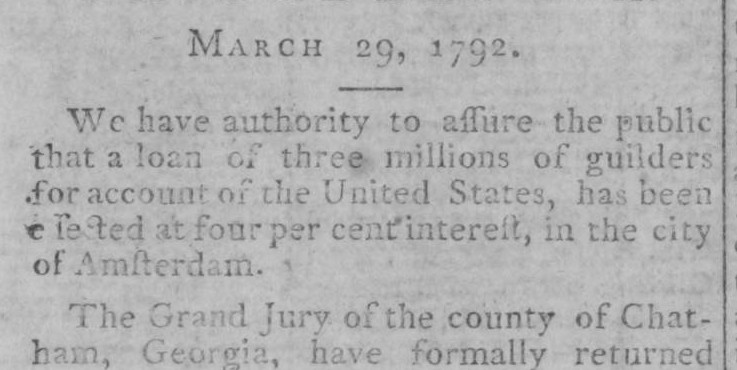 MARCH 29, 1792.
We have authority to aſſure the public
that a loan of three millions of guilders
for account of the United States, has been
effected at four per cent intereſt, in the city
of Amſterdam.
The Grand Jury of the county of Chat-
ham, Georgia, have formally returned